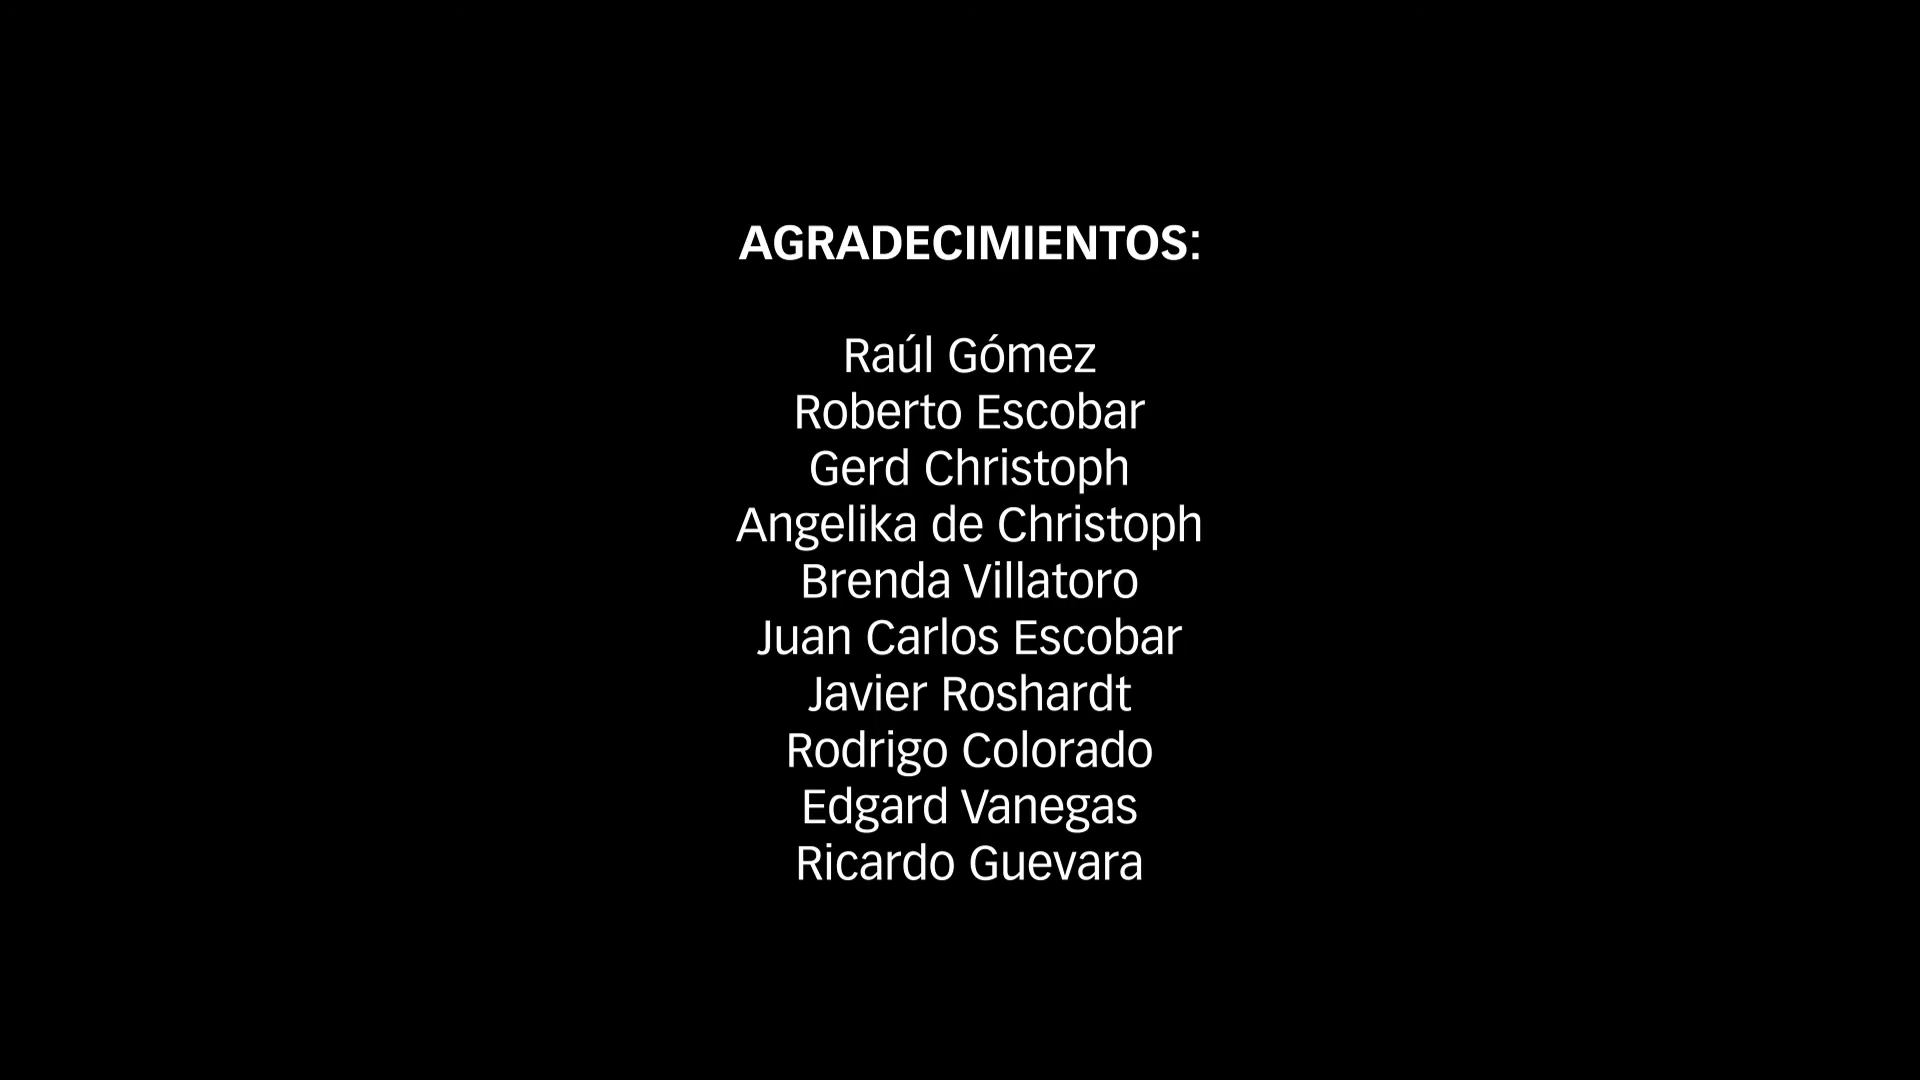 AGRADECIMIENTOS:
Raúl Gómez
Roberto Escobar
Gerd Christoph
Angelika de Christoph
Brenda Villatoro
Juan Carlos Escobar
Javier Roshardt
Rodrigo Colorado
Edgard Vanegas
Ricardo Guevara